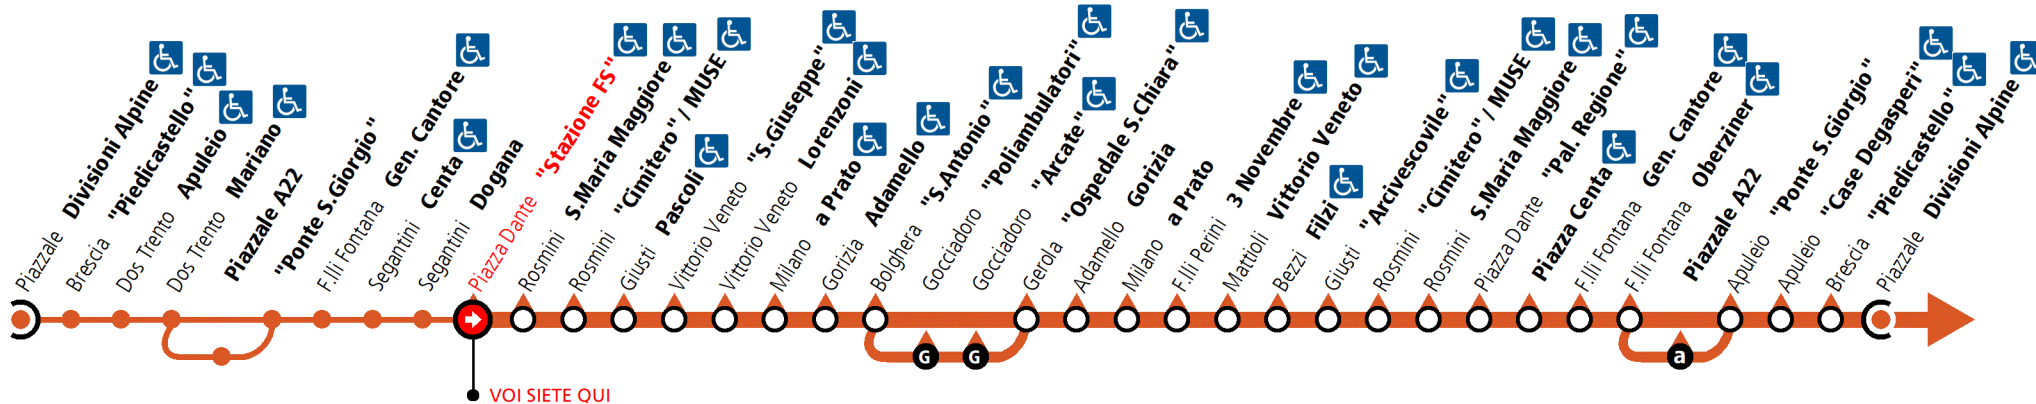 Piazzale Divisioni Alpine
Brescia "Piedicastello"
Dos Trento Apuleio
Dos Trento Mariano
Piazzale A22
"Ponte S.Giorgio"
F.lli Fontana Gen. Cantore
Segantini Centa
Segantini Dogana
Piazza Dante "Stazione FS"
Rosmini S.Maria Maggiore
Rosmini "Cimitero" / MUSE
Giusti Pascoli
Vittorio Veneto "S.Giuseppe"
Vittorio Veneto Lorenzoni
Milano a Prato
Gorizia Adamello
Bolghera "S.Antonio"
Gocciadoro "Poliambulatori"
Gocciadoro "Arcate"
Gerola "Ospedale S.Chiara"
Adamello Gorizia
Milano a Prato
F.lli Perini 3 Novembre
Mattioli Vittorio Veneto
Bezzi Filzi
Giusti "Arcivescovile"
Rosmini "Cimitero" / MUSE
Rosmini S.Maria Maggiore
Piazza Dante "Pal. Regione"
Piazza Centa
F.lli Fontana Gen. Cantore
F.lli Fontana Oberziner
Piazzale A22
Apuleio "Ponte S.Giorgio"
Apuleio "Case Degasperi"
Brescia "Piedicastello"
Piazzale Divisioni Alpine
G
G
a
VOI SIETE QUI